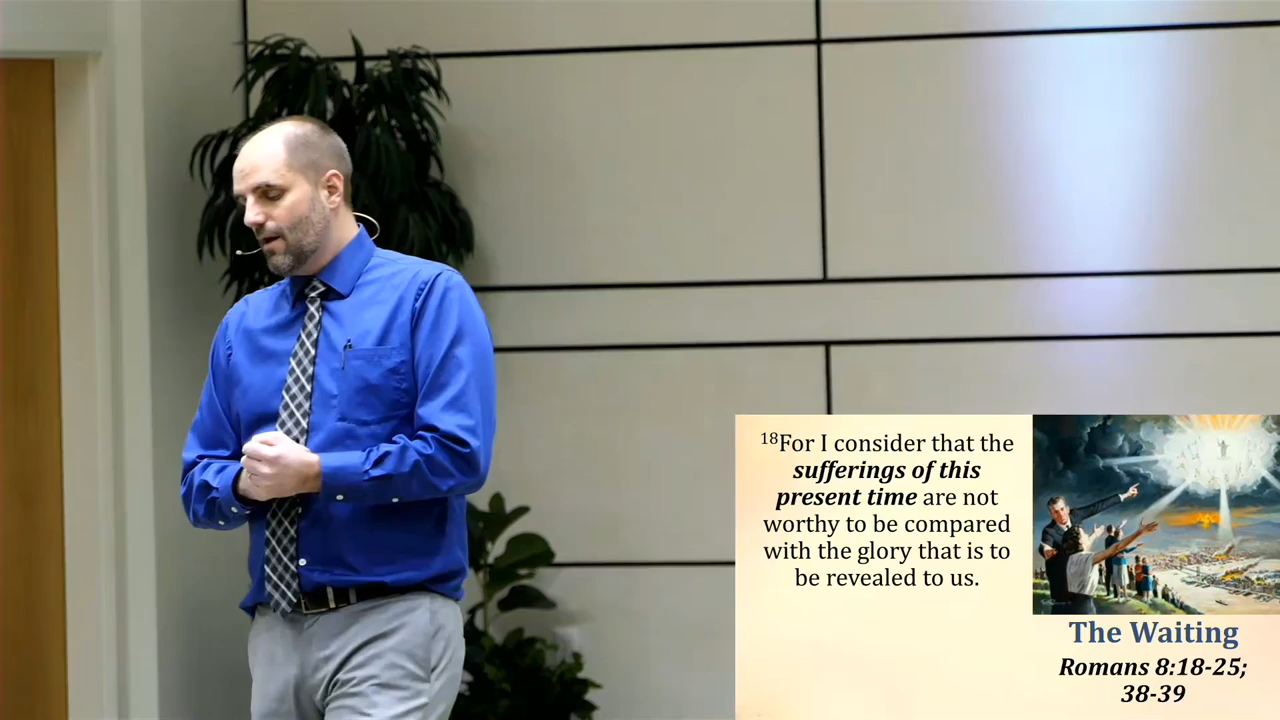 18For I consider that the
sufferings of this
present time are not
worthy to be compared
with the glory that is to
be revealed to us.
The Waiting
Romans 8:18-25;
38-39